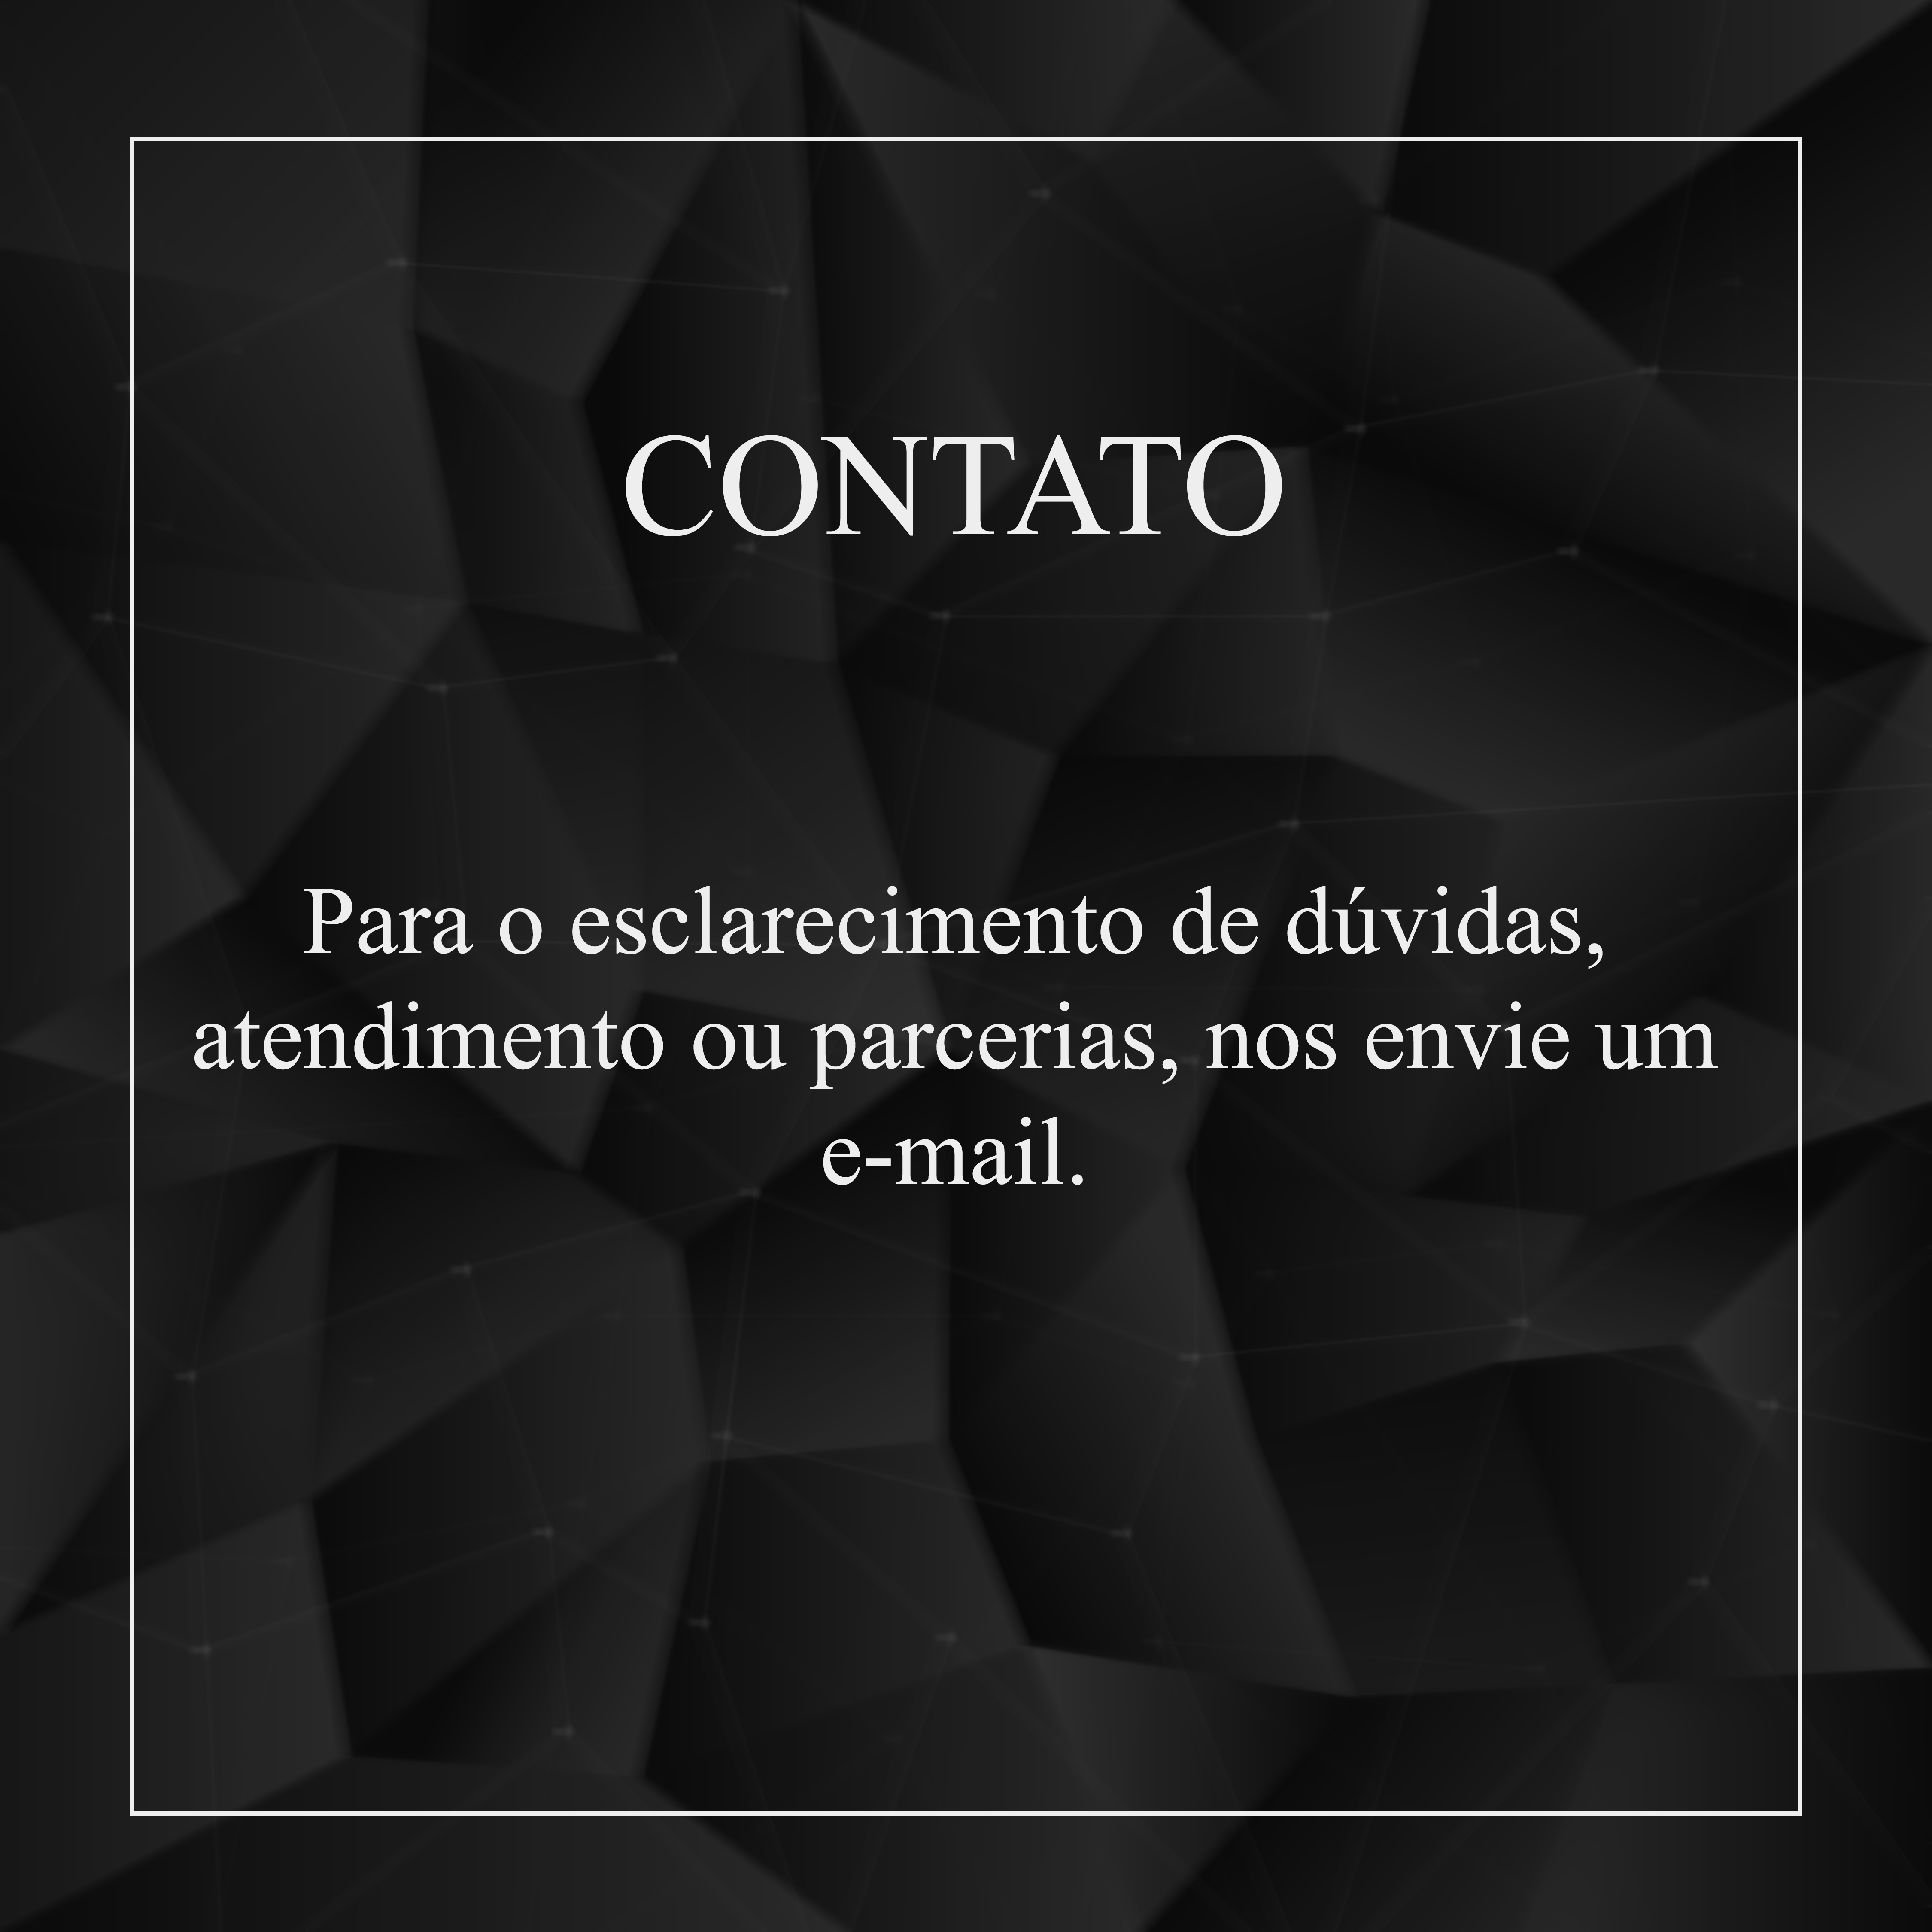 CONTATO
Para o esclarecimento de dúvidas,
atendimento ou parcerias, nos envie um
e-mail.